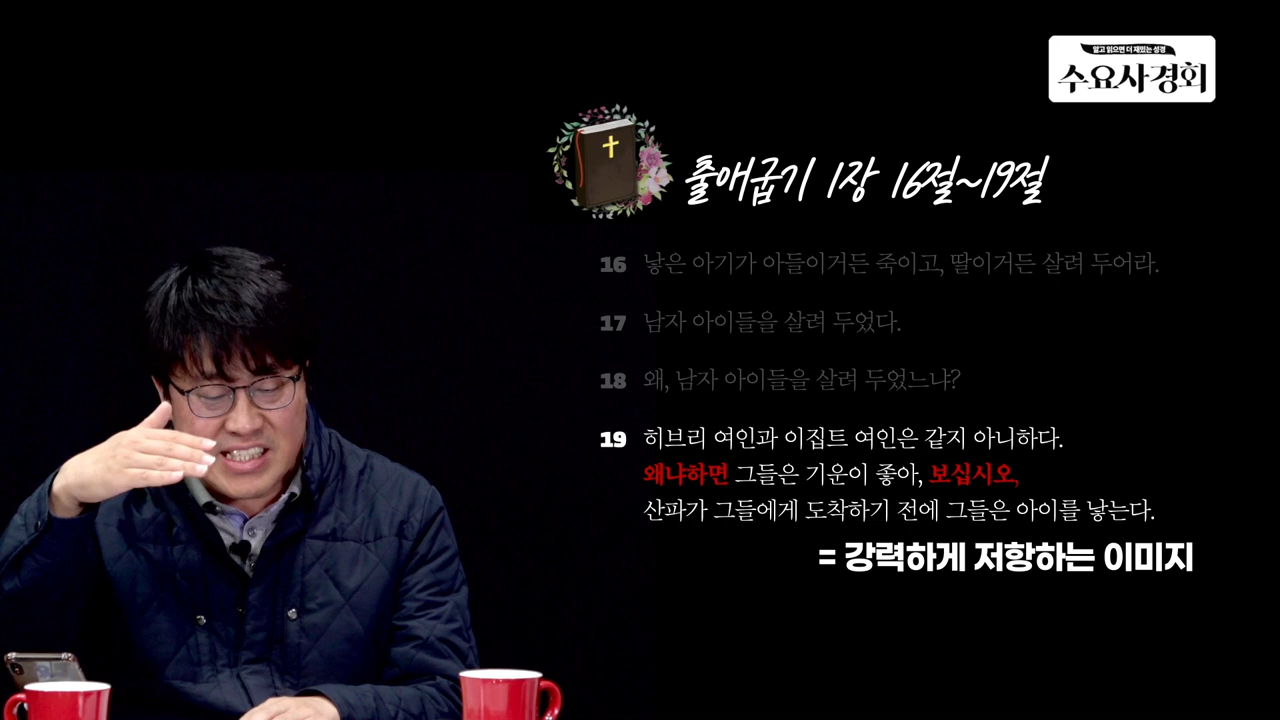 알고 읽으면 더 재밌는 성경
수요사경회
출애굽기 1장 16절~19절
16 낳은 아기가 아들이거든 죽이고, 딸이거든 살려 두어라.
17 남자 아이들을 살려 두었다.
18 왜, 남자 아이들을 살려 두었느냐?
19 히브리 여인과 이집트 여인은 같지 아니하다.
왜냐하면 그들은 기운이 좋아, 보십시오,
산파가 그들에게 도착하기 전에 그들은 아이를 낳는다.
= 강력하게 저항하는 이미지